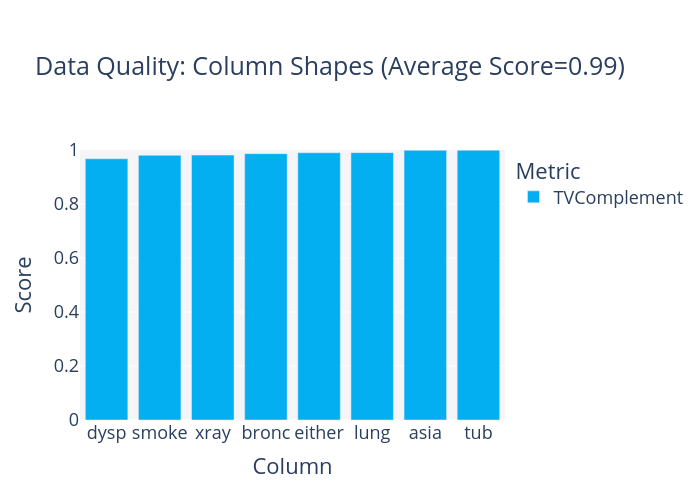 Data Quality: Column Shapes (Average Score=0.99)
Metric
TVComplement
Score
1
0.8
0.6
0.4
0.2
0
dysp smoke xray bronc either lung asia tub
Column